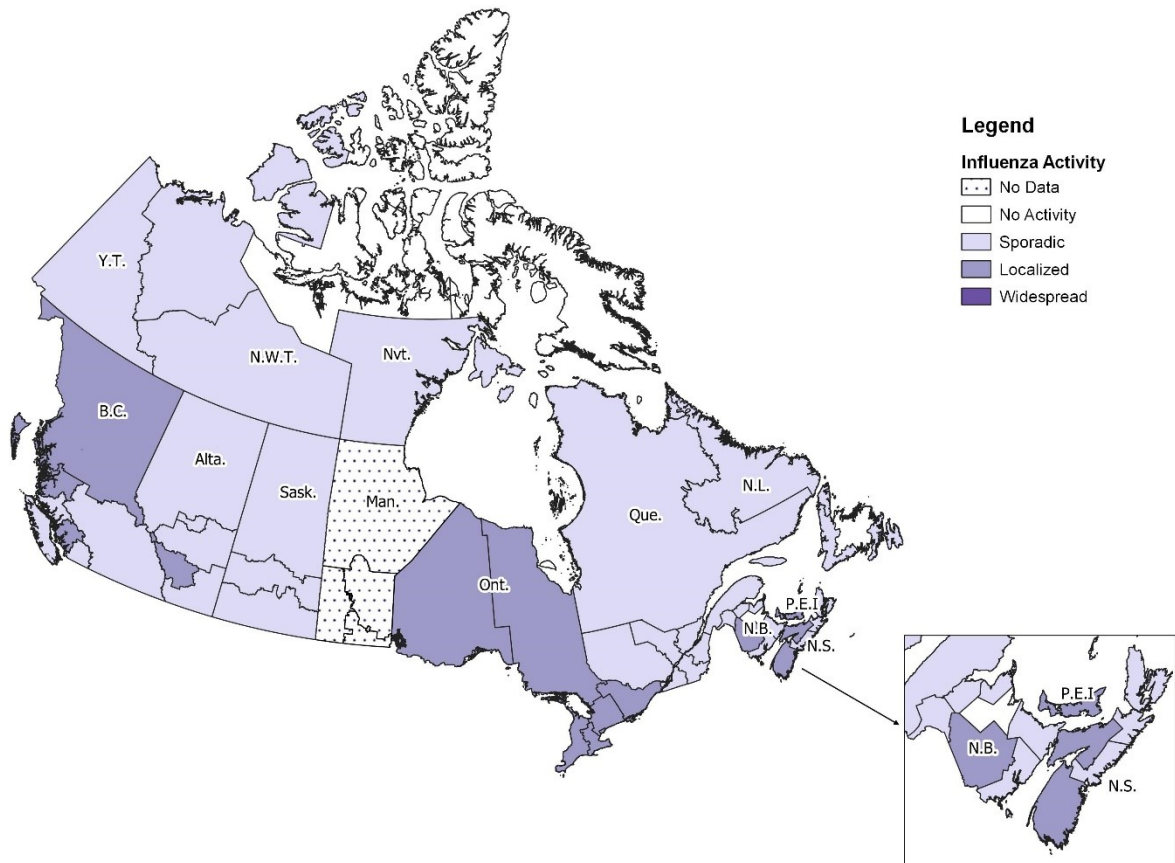 Legend
Influenza Activity
No Data
No Activity
Sporadic
Localized
Widespread
Y.T.
N.W.T.
Nvt.
B.C.
Alta.
Sask.
Man.
Ont.
Que.
N.L.
P.E.I
N.B.
N.S.
P.E.I
N.B.
N.S.